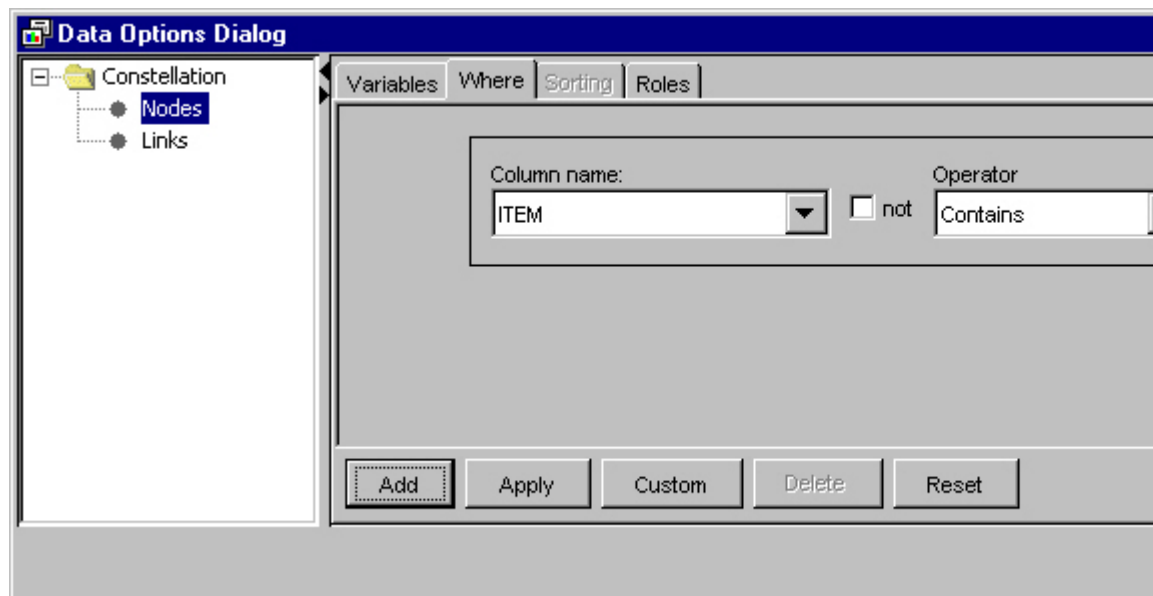 Data Options Dialog
Constellation
Nodes
Links
Variables Where Sorting Roles
Column name: Operator
ITEM not Contains
Add Apply Custom Delete Reset